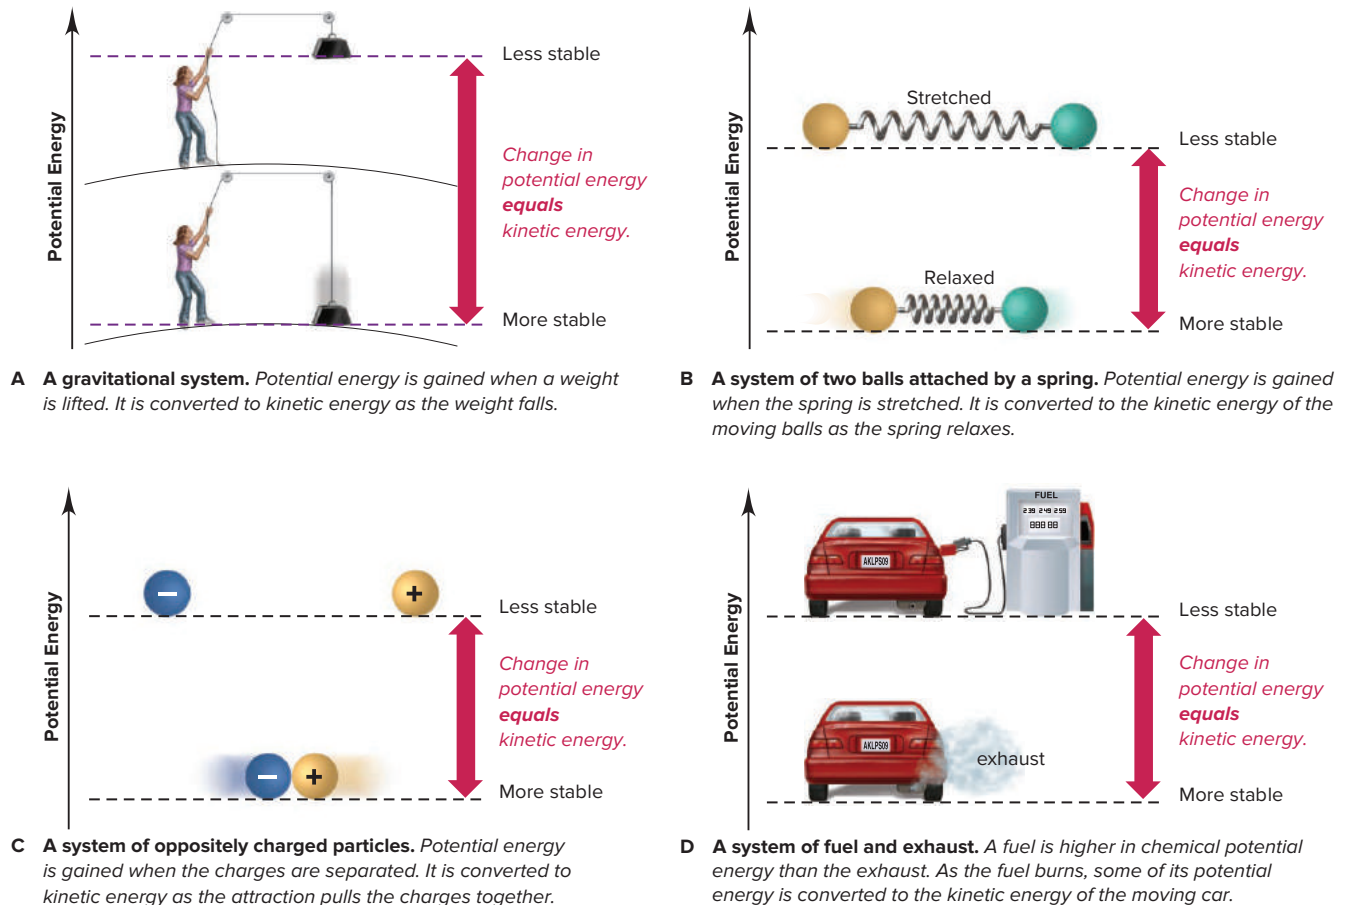 Potential Energy
Less stable
Change in
potential energy
equals
kinetic energy.
More stable
A A gravitational system. Potential energy is gained when a weight
is lifted. It is converted to kinetic energy as the weight falls.
Potential Energy
Stretched
Less stable
Change in
potential energy
equals
kinetic energy.
Relaxed
More stable
B A system of two balls attached by a spring. Potential energy is gained
when the spring is stretched. It is converted to the kinetic energy of the
moving balls as the spring relaxes.
Potential Energy
− +
Less stable
Change in
potential energy
equals
kinetic energy.
− +
More stable
C A system of oppositely charged particles. Potential energy
is gained when the charges are separated. It is converted to
kinetic energy as the attraction pulls the charges together.
Potential Energy
FUEL
239 249 259
888 88
AKLPS09
Less stable
Change in
potential energy
equals
kinetic energy.
AKLPS09
exhaust
More stable
D A system of fuel and exhaust. A fuel is higher in chemical potential
energy than the exhaust. As the fuel burns, some of its potential
energy is converted to the kinetic energy of the moving car.